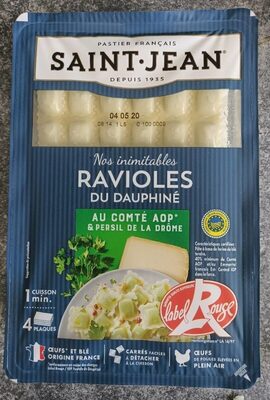 PASTIER FRANÇAIS
SAINT·JEAN®
DEPUIS 1935
04 05 20
Nos inimitables
RAVIOLES
DU DAUPHINÉ
AU COMTÉ AOP*
& PERSIL DE LA DRÔME
1 CUISSON
min.
4 PLAQUES
Label Rouge
ŒUFS* ET BLÉ
ORIGINE FRANCE
CARRÉS FACILES
À DÉTACHER
À LA CUISSON
ŒUFS
DE POULES ÉLEVÉES EN
PLEIN AIR